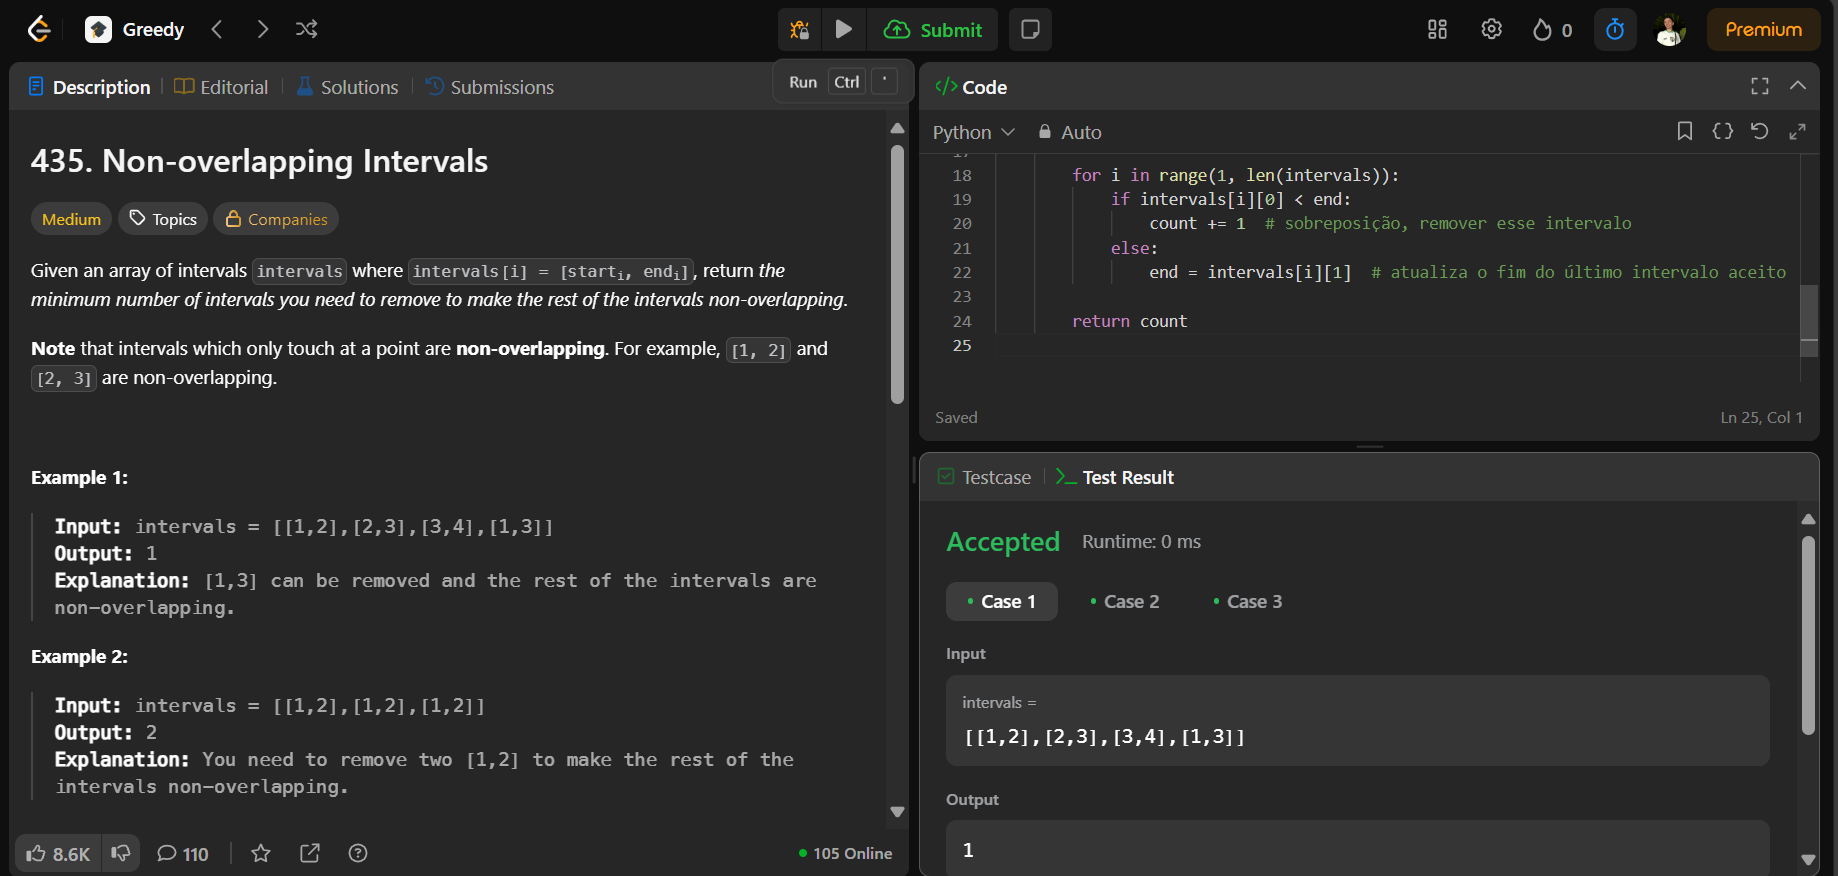 Greedy
Submit
0
Premium
Description
Editorial
Solutions
Submissions
Run Ctrl '
435. Non-overlapping Intervals
Medium
Topics
Companies
Given an array of intervals intervals where intervals[i] = [starti, endi], return the
minimum number of intervals you need to remove to make the rest of the intervals non-overlapping.
Note that intervals which only touch at a point are non-overlapping. For example, [1, 2] and
[2, 3] are non-overlapping.
Example 1:
Input: intervals = [[1,2],[2,3],[3,4],[1,3]]
Output: 1
Explanation: [1,3] can be removed and the rest of the intervals are
non-overlapping.
Example 2:
Input: intervals = [[1,2],[1,2],[1,2]]
Output: 2
Explanation: You need to remove two [1,2] to make the rest of the
intervals non-overlapping.
8.6K
110
105 Online
</> Code
Python
Auto
17
18 for i in range(1, len(intervals)):
19 if intervals[i][0] < end:
20 count += 1 # sobreposição, remover esse intervalo
21 else:
22 end = intervals[i][1] # atualiza o fim do último intervalo aceito
23
24 return count
25
Saved
Ln 25, Col 1
Testcase
>_ Test Result
Accepted
Runtime: 0 ms
Case 1
Case 2
Case 3
Input
intervals =
[[1,2],[2,3],[3,4],[1,3]]
Output
1